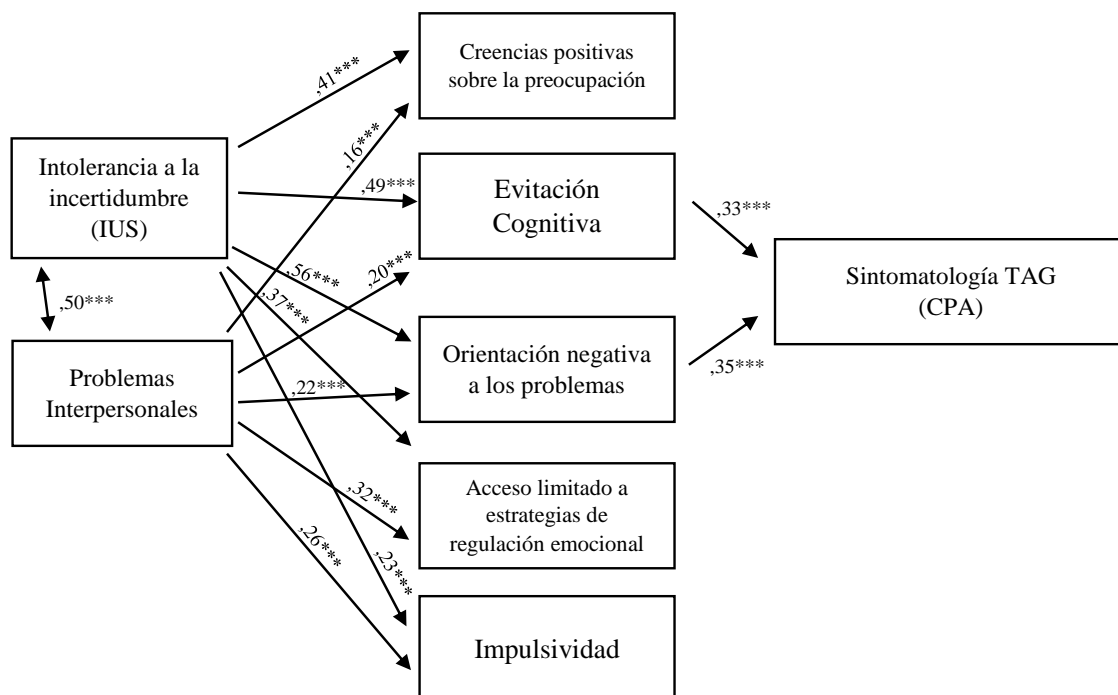 Creencias positivas
sobre la preocupación
,41***
,16***
Intolerancia a la
incertidumbre
(IUS)
,49***
Evitación
Cognitiva
,33***
,20***
,56***
,37***
Sintomatología TAG
(CPA)
,50***
Problemas
Interpersonales
,22***
Orientación negativa
a los problemas
,35***
,32***
Acceso limitado a
estrategias de
regulación emocional
,26***
,23***
Impulsividad